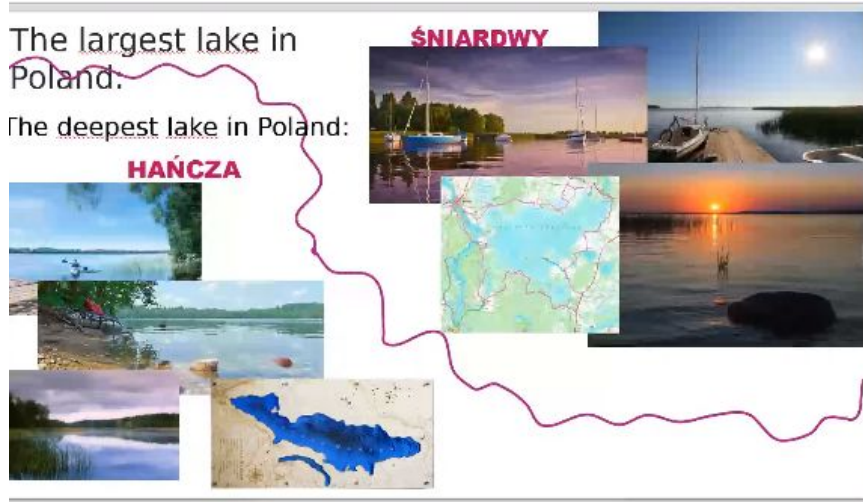 The largest lake in
Poland:
ŚNIARDWY
The deepest lake in Poland:
HAŃCZA